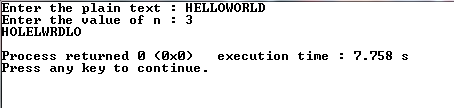 Enter the plain text : HELLOWORLD
Enter the value of n : 3
HOLELWRDLO
Process returned 0 (0x0)   execution time : 7.758 s
Press any key to continue.